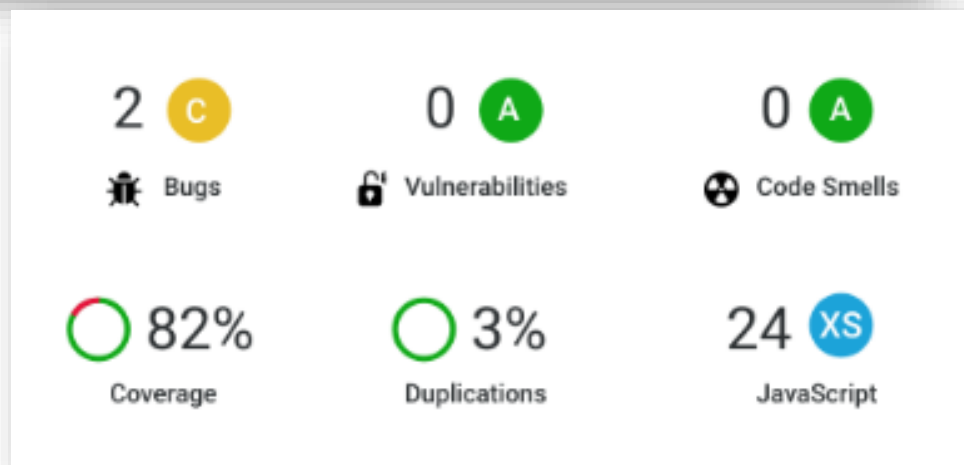 2 C 0 A 0 A
Bugs Vulnerabilities Code Smells
82% 3% 24 XS
Coverage Duplications JavaScript